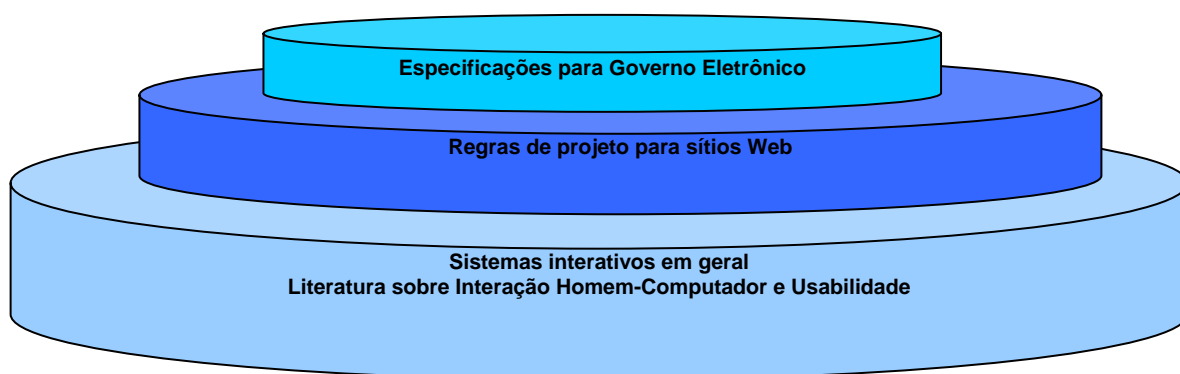 Especificações para Governo Eletrônico
Regras de projeto para sítios Web
Sistemas interativos em geral
Literatura sobre Interação Homem-Computador e Usabilidade